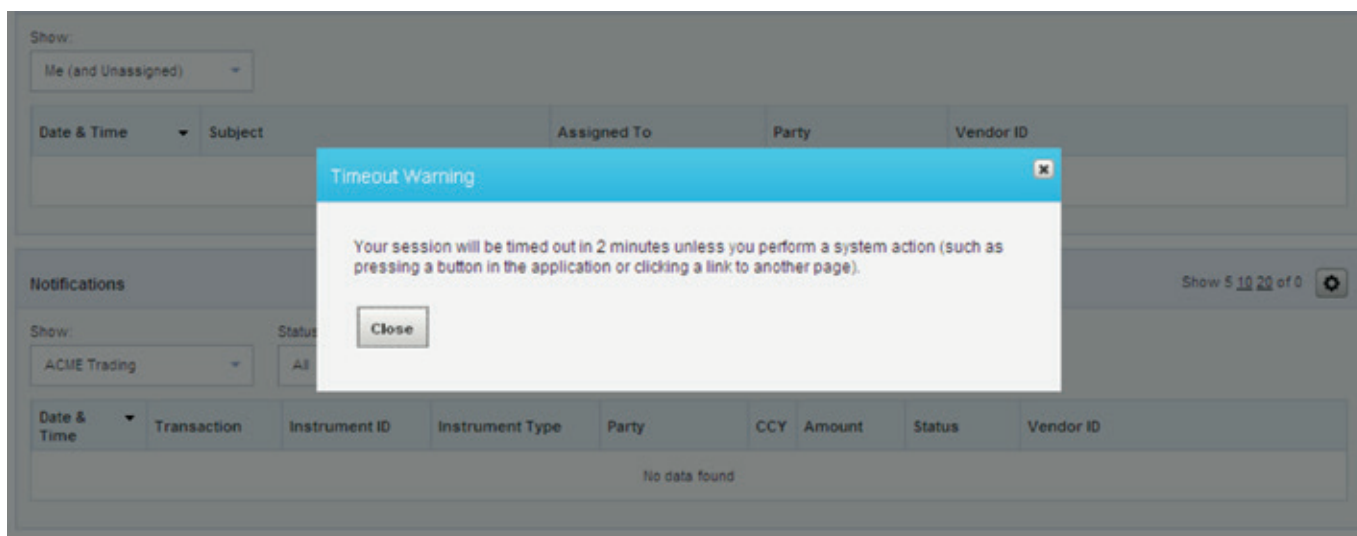 Show:
Me (and Unassigned)
Date & Time Subject Assigned To Party Vendor ID
Timeout Warning
Your session will be timed out in 2 minutes unless you perform a system action (such as
pressing a button in the application or clicking a link to another page).
Close
Notifications Show 5 10 20 of 0
Show: Status
ACME Trading All
Date & Time Transaction Instrument ID Instrument Type Party CCY Amount Status Vendor ID
No data found